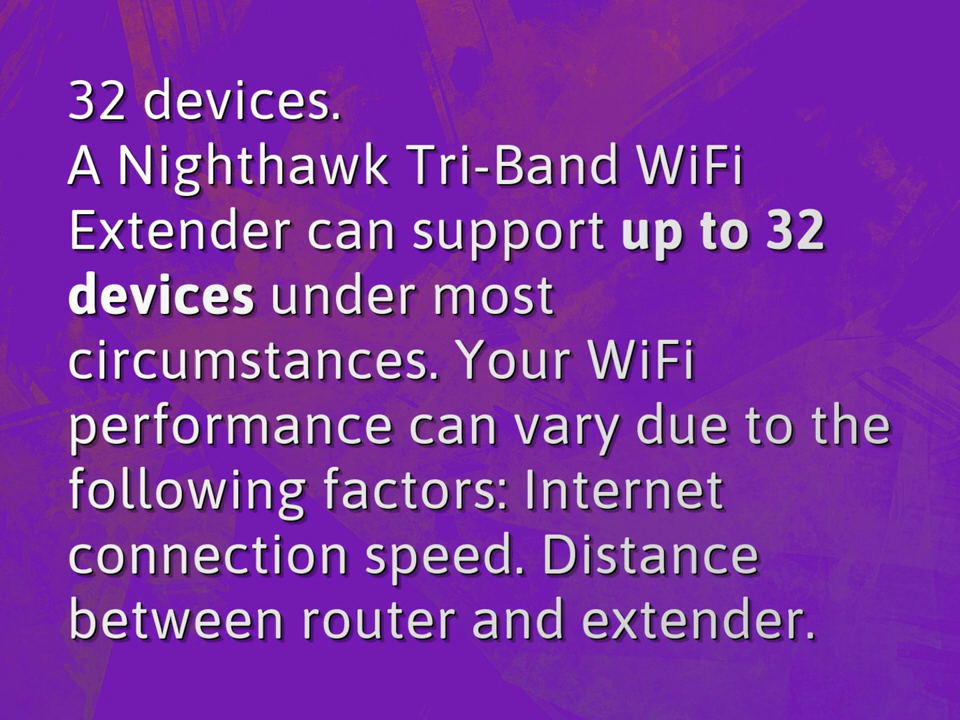 32 devices.
A Nighthawk Tri-Band WiFi
Extender can support up to 32
devices under most
circumstances. Your WiFi
performance can vary due to the
following factors: Internet
connection speed. Distance
between router and extender.